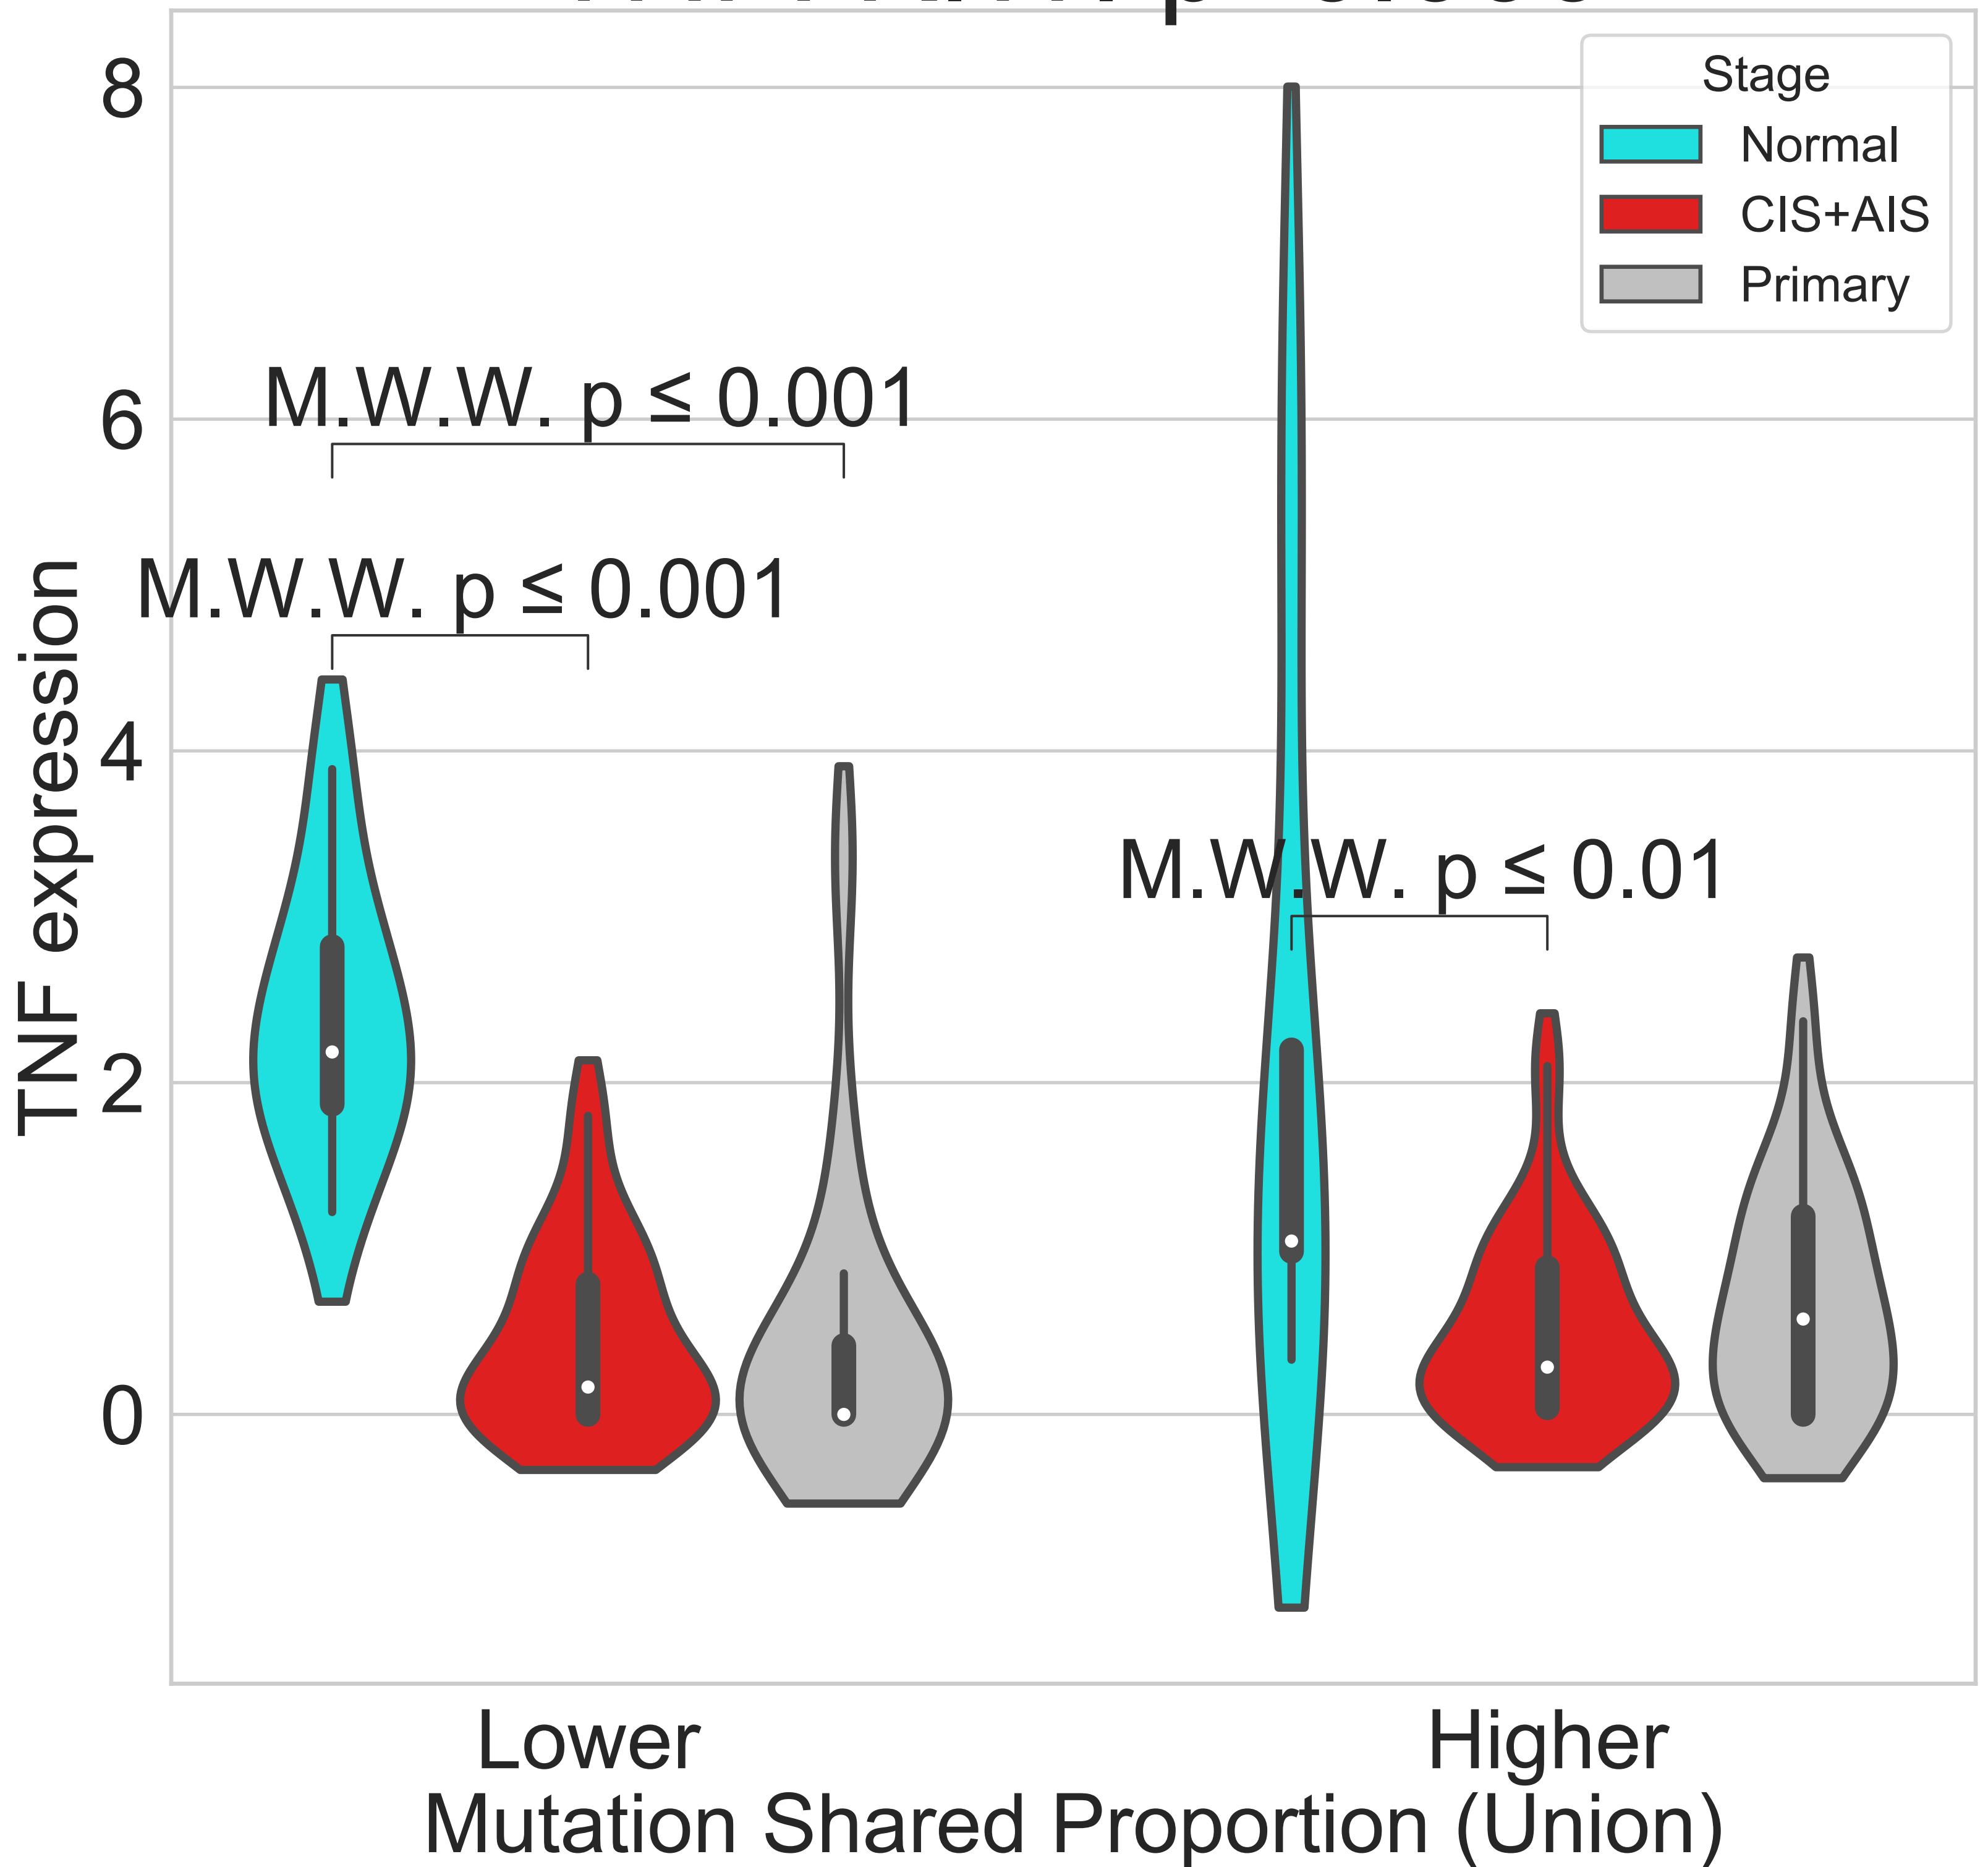 8
6
4
2
0
TNF expression
Stage
Normal
CIS+AIS
Primary
M.W.W. p ≤ 0.001
M.W.W. p ≤ 0.001
M.W.W. p ≤ 0.01
Lower
Higher
Mutation Shared Proportion (Union)